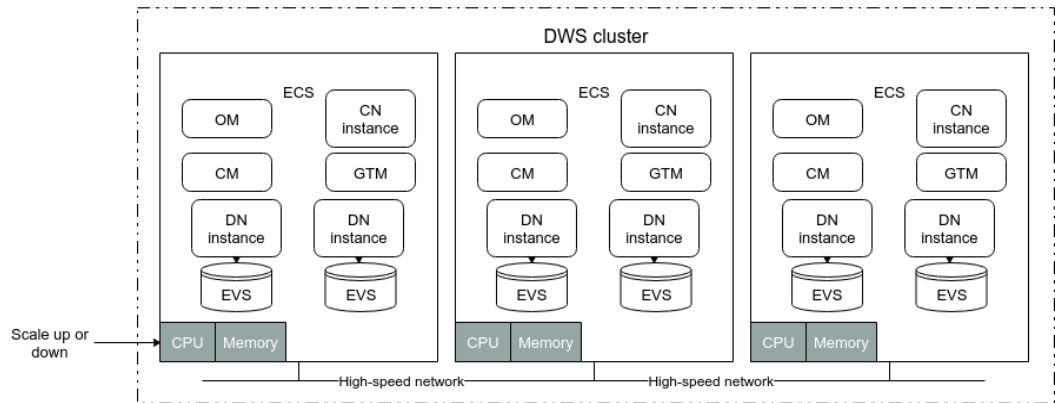 DWS cluster
ECS
OM
CN
instance
CM
GTM
DN
instance
DN
instance
EVS
EVS
CPU
Memory
ECS
OM
CN
instance
CM
GTM
DN
instance
DN
instance
EVS
EVS
CPU
Memory
ECS
OM
CN
instance
CM
GTM
DN
instance
DN
instance
EVS
EVS
CPU
Memory
Scale up or
down
High-speed network
High-speed network